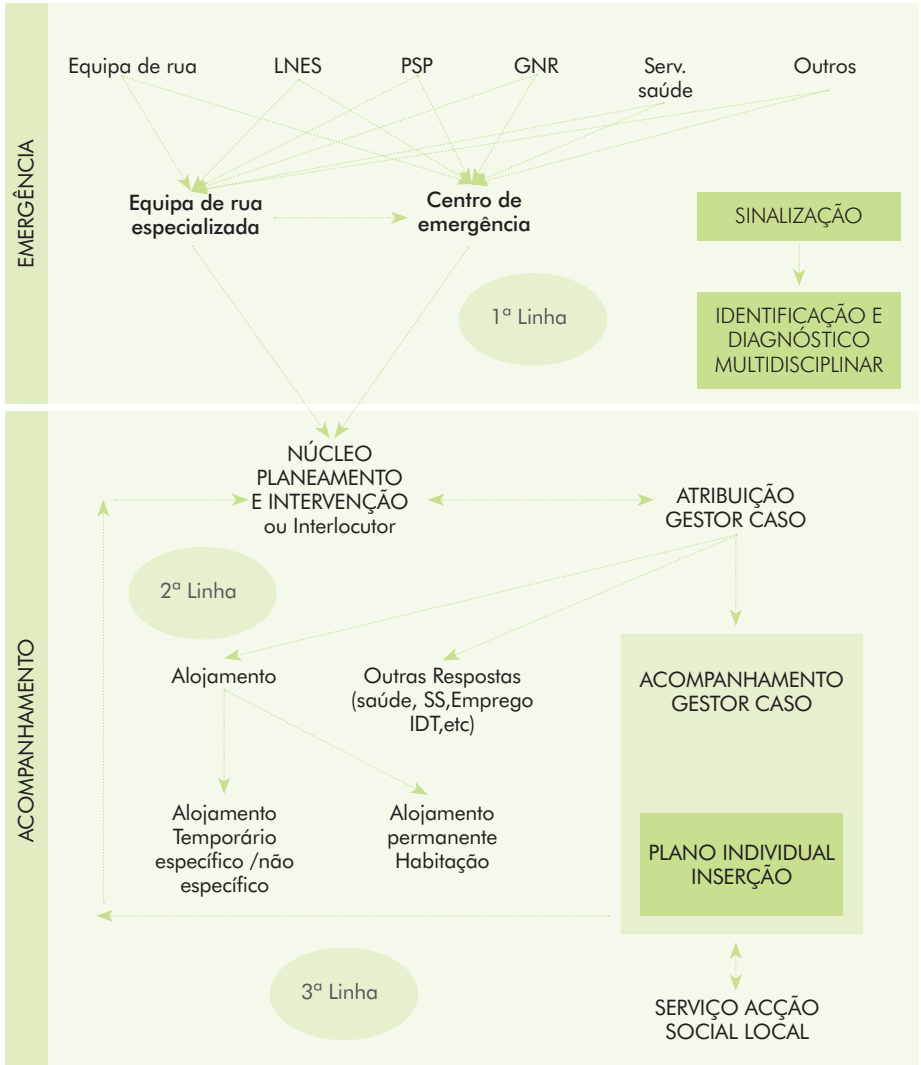 EMERGÊNCIA
Equipa de rua
LNES
PSP
GNR
Serv.
saúde
Outros
Equipa de rua
especializada
Centro de
emergência
SINALIZAÇÃO
1ª Linha
IDENTIFICAÇÃO E
DIAGNÓSTICO
MULTIDISCIPLINAR
ACOMPANHAMENTO
NÚCLEO
PLANEAMENTO
E INTERVENÇÃO
ou Interlocutor
ATRIBUIÇÃO
GESTOR CASO
2ª Linha
Alojamento
Outras Respostas
(saúde, SS,Emprego
IDT,etc)
ACOMPANHAMENTO
GESTOR CASO
Alojamento
Temporário
específico /não
específico
Alojamento
permanente
Habitação
PLANO INDIVIDUAL
INSERÇÃO
3ª Linha
SERVIÇO ACÇÃO
SOCIAL LOCAL